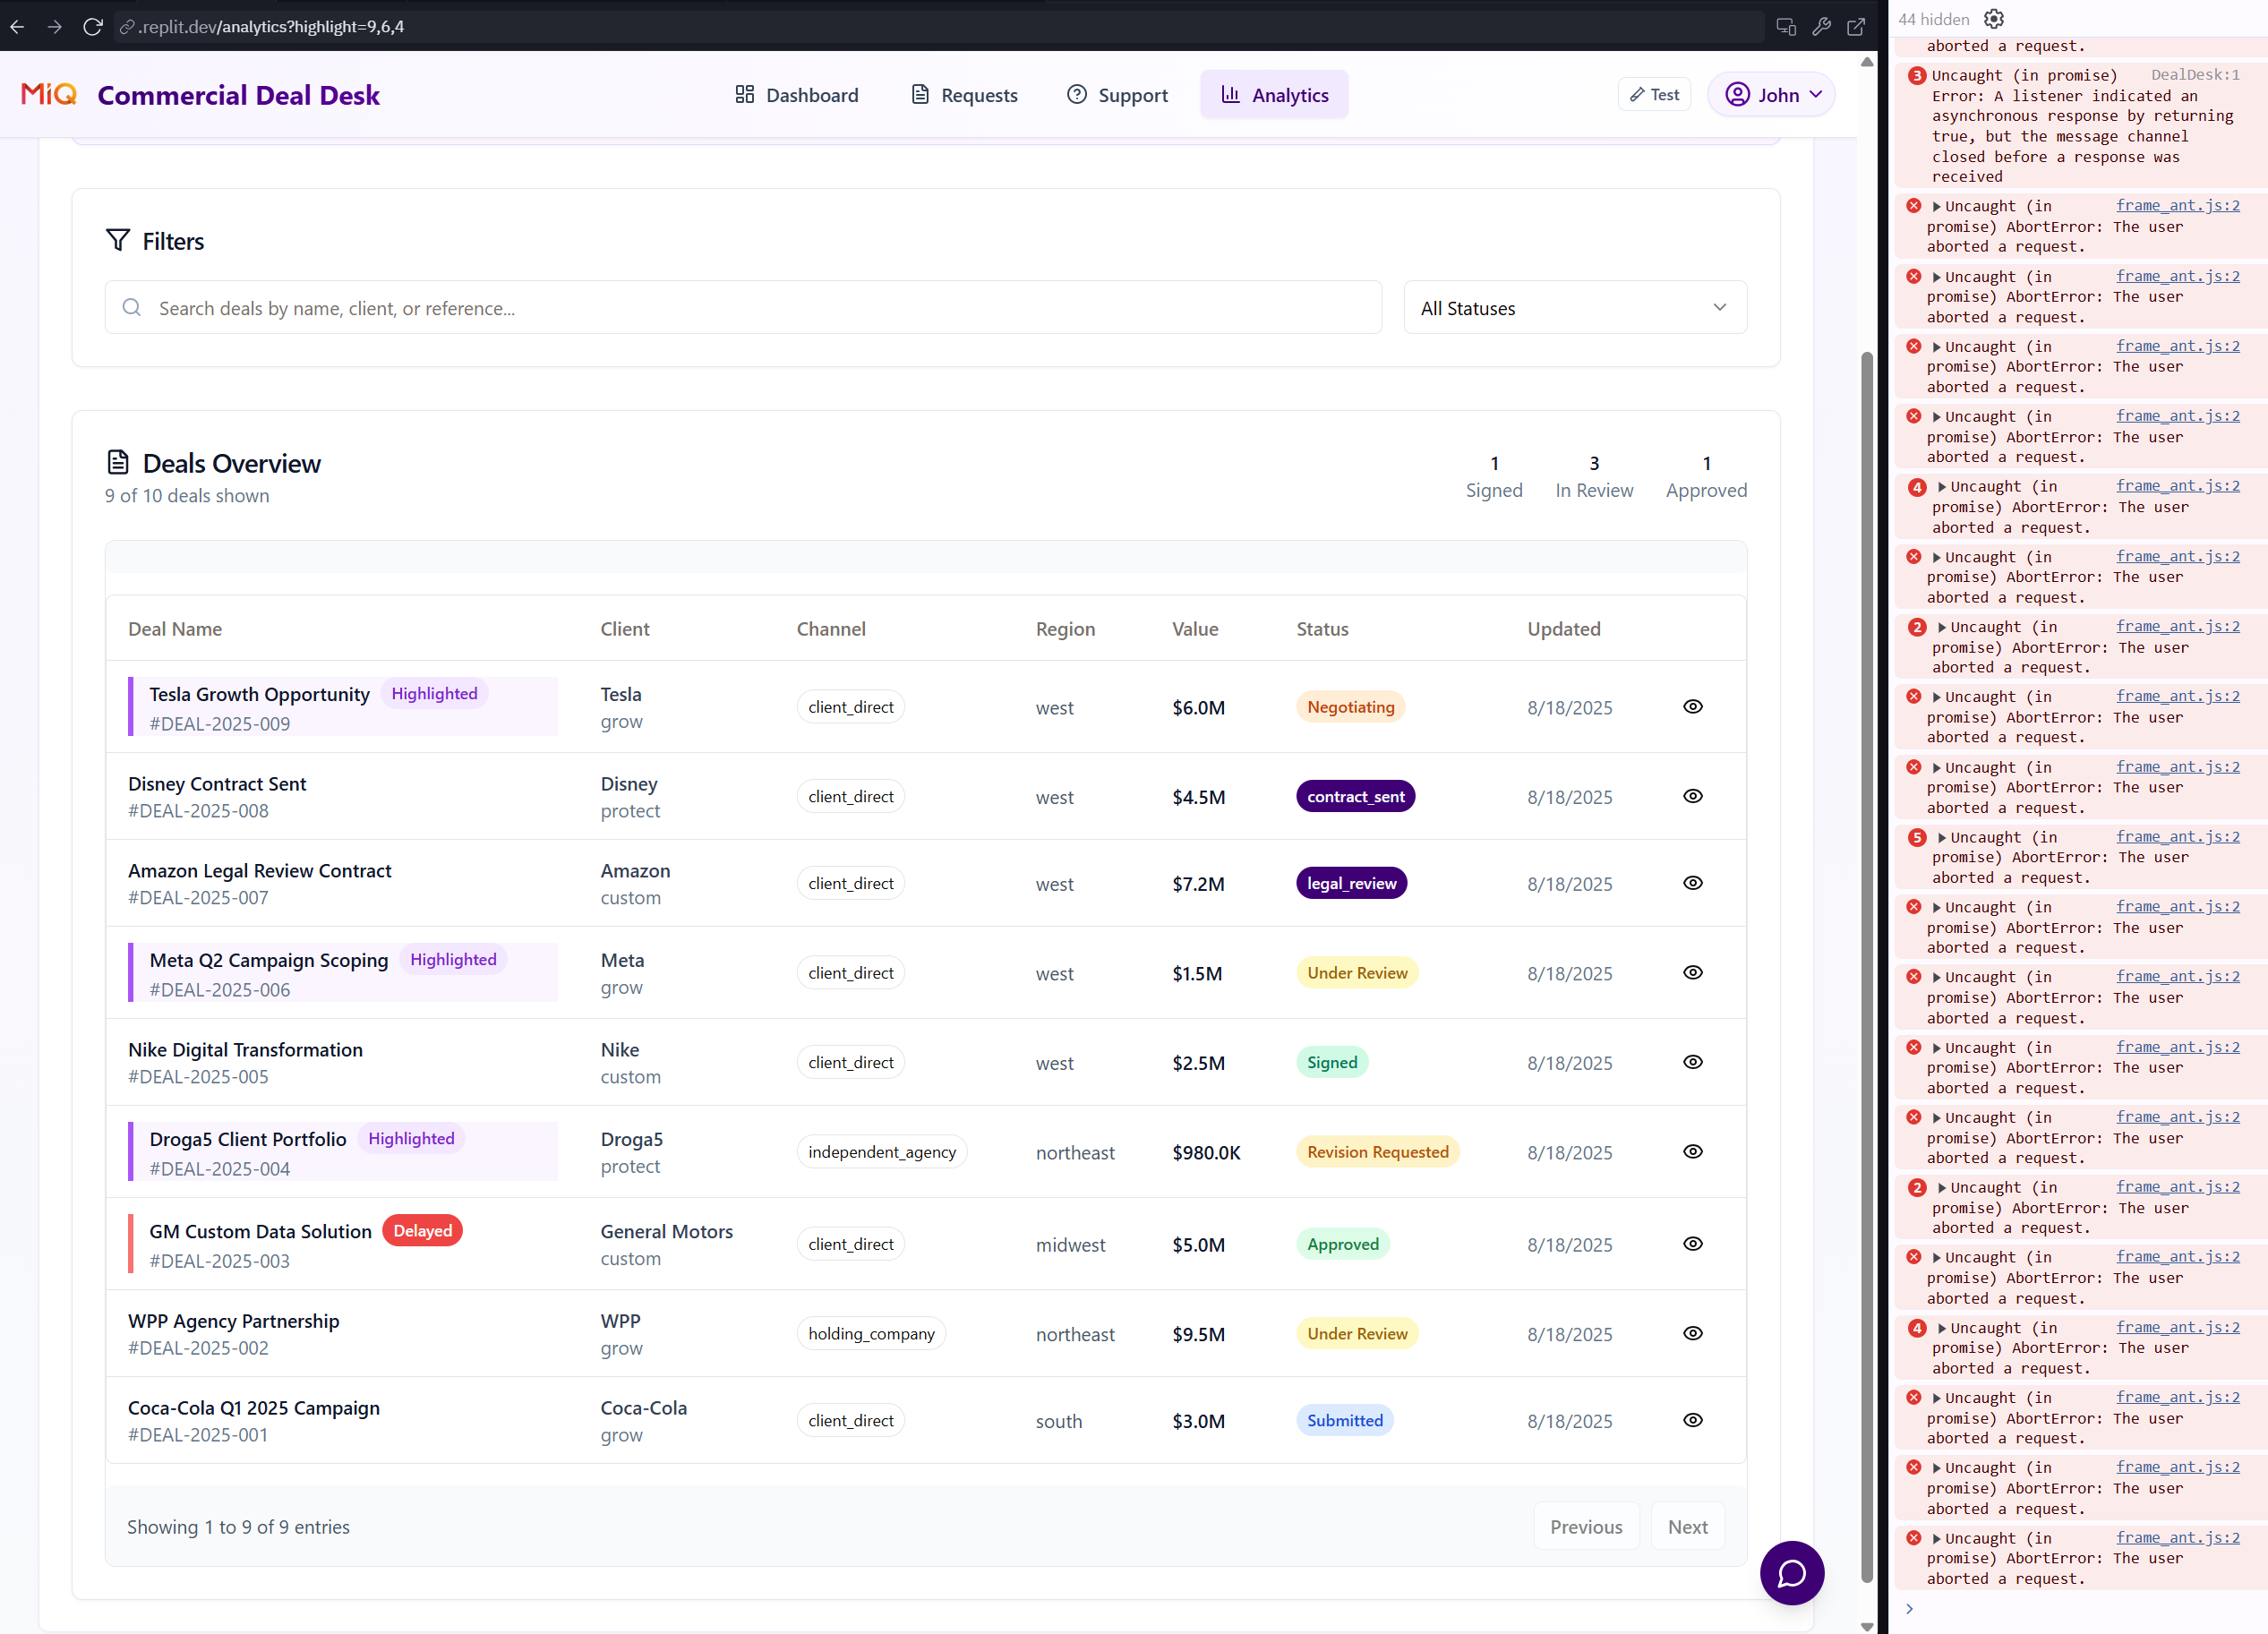 .replit.dev/analytics?highlight=9,6,4
MiQ Commercial Deal Desk
Dashboard
Requests
Support
Analytics
Test
John
Filters
Search deals by name, client, or reference...
All Statuses
Deals Overview
9 of 10 deals shown
1 3 1
Signed In Review Approved
Deal Name Client Channel Region Value Status Updated
Tesla Growth Opportunity Highlighted
#DEAL-2025-009
Tesla
grow
client_direct west $6.0M Negotiating 8/18/2025
Disney Contract Sent
#DEAL-2025-008
Disney
protect
client_direct west $4.5M contract_sent 8/18/2025
Amazon Legal Review Contract
#DEAL-2025-007
Amazon
custom
client_direct west $7.2M legal_review 8/18/2025
Meta Q2 Campaign Scoping Highlighted
#DEAL-2025-006
Meta
grow
client_direct west $1.5M Under Review 8/18/2025
Nike Digital Transformation
#DEAL-2025-005
Nike
custom
client_direct west $2.5M Signed 8/18/2025
Droga5 Client Portfolio Highlighted
#DEAL-2025-004
Droga5
protect
independent_agency northeast $980.0K Revision Requested 8/18/2025
GM Custom Data Solution Delayed
#DEAL-2025-003
General Motors
custom
client_direct midwest $5.0M Approved 8/18/2025
WPP Agency Partnership
#DEAL-2025-002
WPP
grow
holding_company northeast $9.5M Under Review 8/18/2025
Coca-Cola Q1 2025 Campaign
#DEAL-2025-001
Coca-Cola
grow
client_direct south $3.0M Submitted 8/18/2025
Showing 1 to 9 of 9 entries
Previous Next
44 hidden
aborted a request.
3 Uncaught (in promise) DealDesk:1
Error: A listener indicated an
asynchronous response by returning
true, but the message channel
closed before a response was
received
Uncaught (in frame_ant.js:2
promise) AbortError: The user
aborted a request.
Uncaught (in frame_ant.js:2
promise) AbortError: The user
aborted a request.
Uncaught (in frame_ant.js:2
promise) AbortError: The user
aborted a request.
Uncaught (in frame_ant.js:2
promise) AbortError: The user
aborted a request.
4 Uncaught (in frame_ant.js:2
promise) AbortError: The user
aborted a request.
Uncaught (in frame_ant.js:2
promise) AbortError: The user
aborted a request.
2 Uncaught (in frame_ant.js:2
promise) AbortError: The user
aborted a request.
Uncaught (in frame_ant.js:2
promise) AbortError: The user
aborted a request.
Uncaught (in frame_ant.js:2
promise) AbortError: The user
aborted a request.
5 Uncaught (in frame_ant.js:2
promise) AbortError: The user
aborted a request.
Uncaught (in frame_ant.js:2
promise) AbortError: The user
aborted a request.
Uncaught (in frame_ant.js:2
promise) AbortError: The user
aborted a request.
Uncaught (in frame_ant.js:2
promise) AbortError: The user
aborted a request.
Uncaught (in frame_ant.js:2
promise) AbortError: The user
aborted a request.
2 Uncaught (in frame_ant.js:2
promise) AbortError: The user
aborted a request.
Uncaught (in frame_ant.js:2
promise) AbortError: The user
aborted a request.
4 Uncaught (in frame_ant.js:2
promise) AbortError: The user
aborted a request.
Uncaught (in frame_ant.js:2
promise) AbortError: The user
aborted a request.
Uncaught (in frame_ant.js:2
promise) AbortError: The user
aborted a request.
Uncaught (in frame_ant.js:2
promise) AbortError: The user
aborted a request.